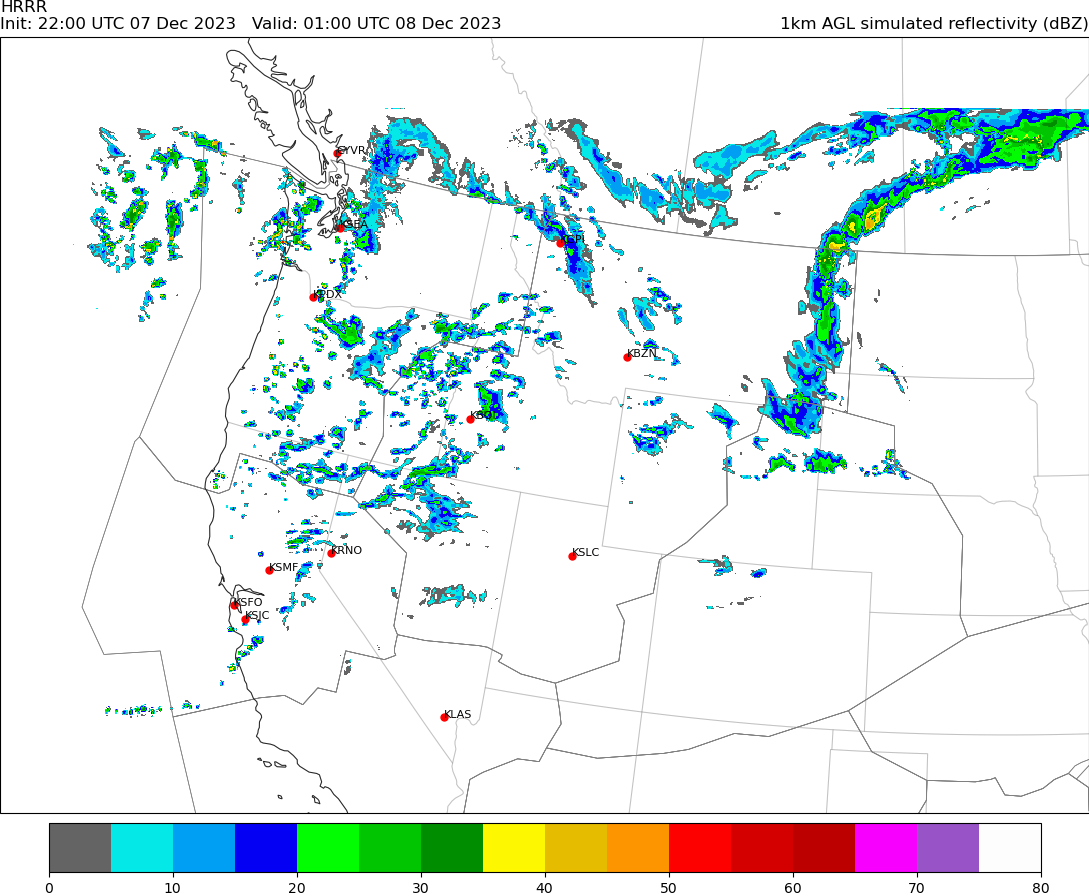 HRRR
Init: 22:00 UTC 07 Dec 2023   Valid: 01:00 UTC 08 Dec 2023   1km AGL simulated reflectivity (dBZ)
CYVR
KSEA
KGPI
KPDX
KBZN
KBOI
KRNO
KSLC
KSMF
KSFO
KSJC
KLAS
0 10 20 30 40 50 60 70 80